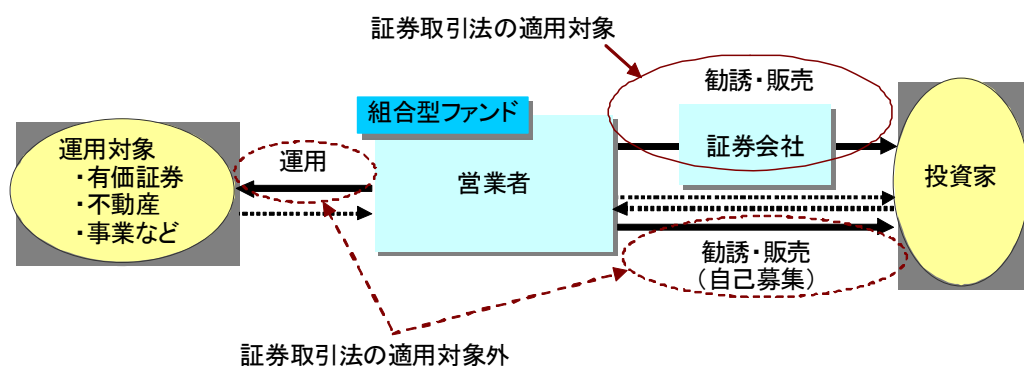 証券取引法の適用対象
勧誘・販売
組合型ファンド
運用対象
・有価証券
・不動産
・事業など
運用
営業者
証券会社
投資家
勧誘・販売
（自己募集）
証券取引法の適用対象外